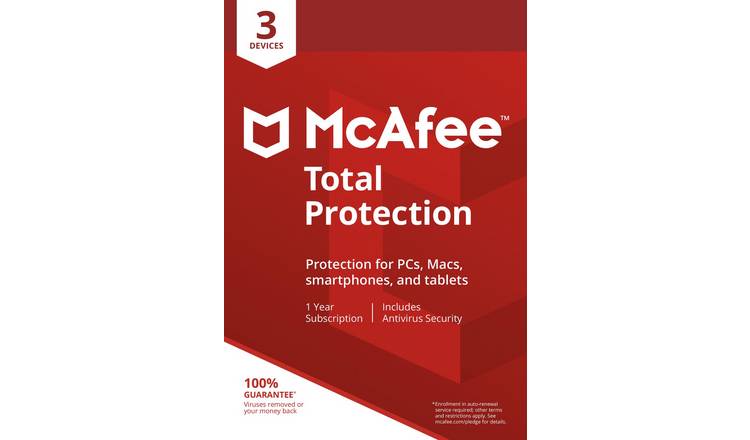 3
DEVICES
McAfee™
Total
Protection
Protection for PCs, Macs,
smartphones, and tablets
1 Year
Subscription
Includes
Antivirus Security
100%
GUARANTEE*
Viruses removed or
your money back
*Enrollment in auto-renewal
service required; other terms
and restrictions apply. See
mcafee.com/pledge for details.